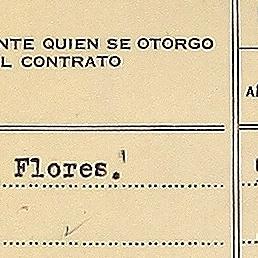 NTE QUIEN SE OTORGO
L CONTRATO
Flores.